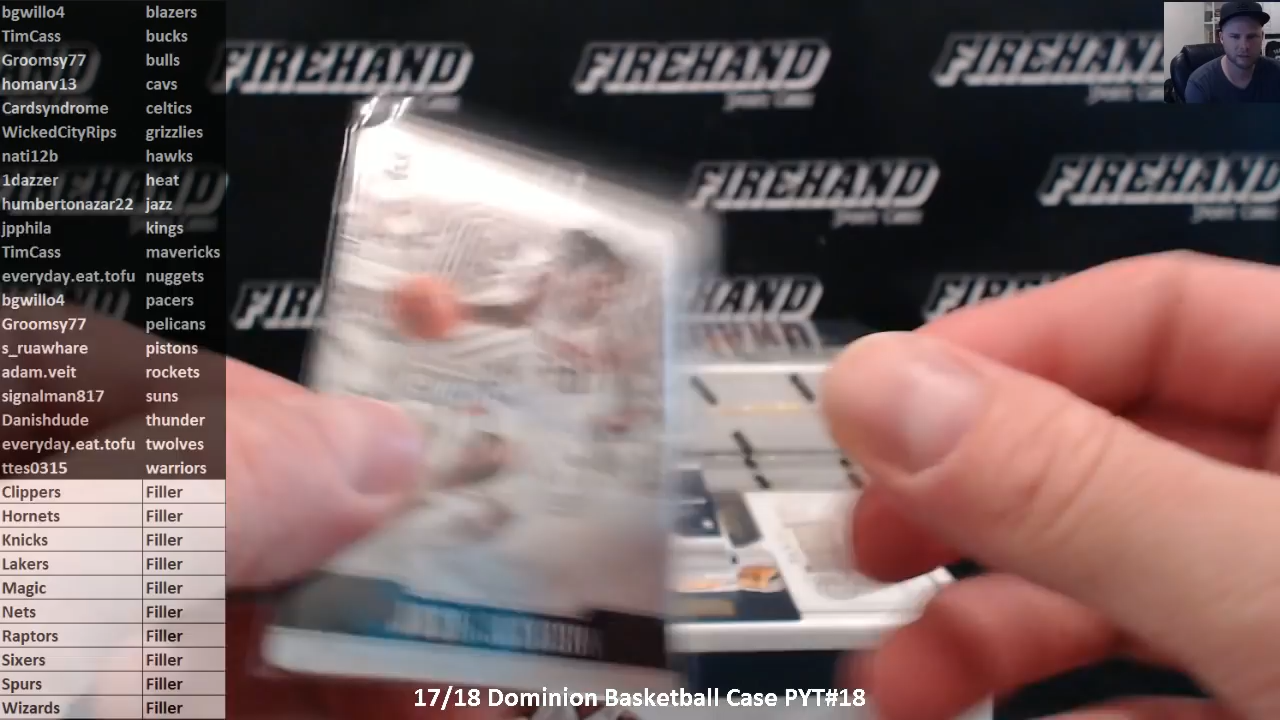 bgwillo4 blazers
TimCass bucks
Groomsy77 bulls
homarv13 cavs
Cardsyndrome celtics
WickedCityRips grizzlies
nati12b hawks
1dazzer heat
humbertonazar22 jazz
jpphila kings
TimCass mavericks
everyday.eat.tofu nuggets
bgwillo4 pacers
Groomsy77 pelicans
s_ruawhare pistons
adam.veit rockets
signalman817 suns
Danishdude thunder
everyday.eat.tofu twolves
ttes0315 warriors
Clippers Filler
Hornets Filler
Knicks Filler
Lakers Filler
Magic Filler
Nets Filler
Raptors Filler
Sixers Filler
Spurs Filler
Wizards Filler
FIREHAND FIREHAND FIREHAND
FIREHAND FIREHAND
17/18 Dominion Basketball Case PYT#18